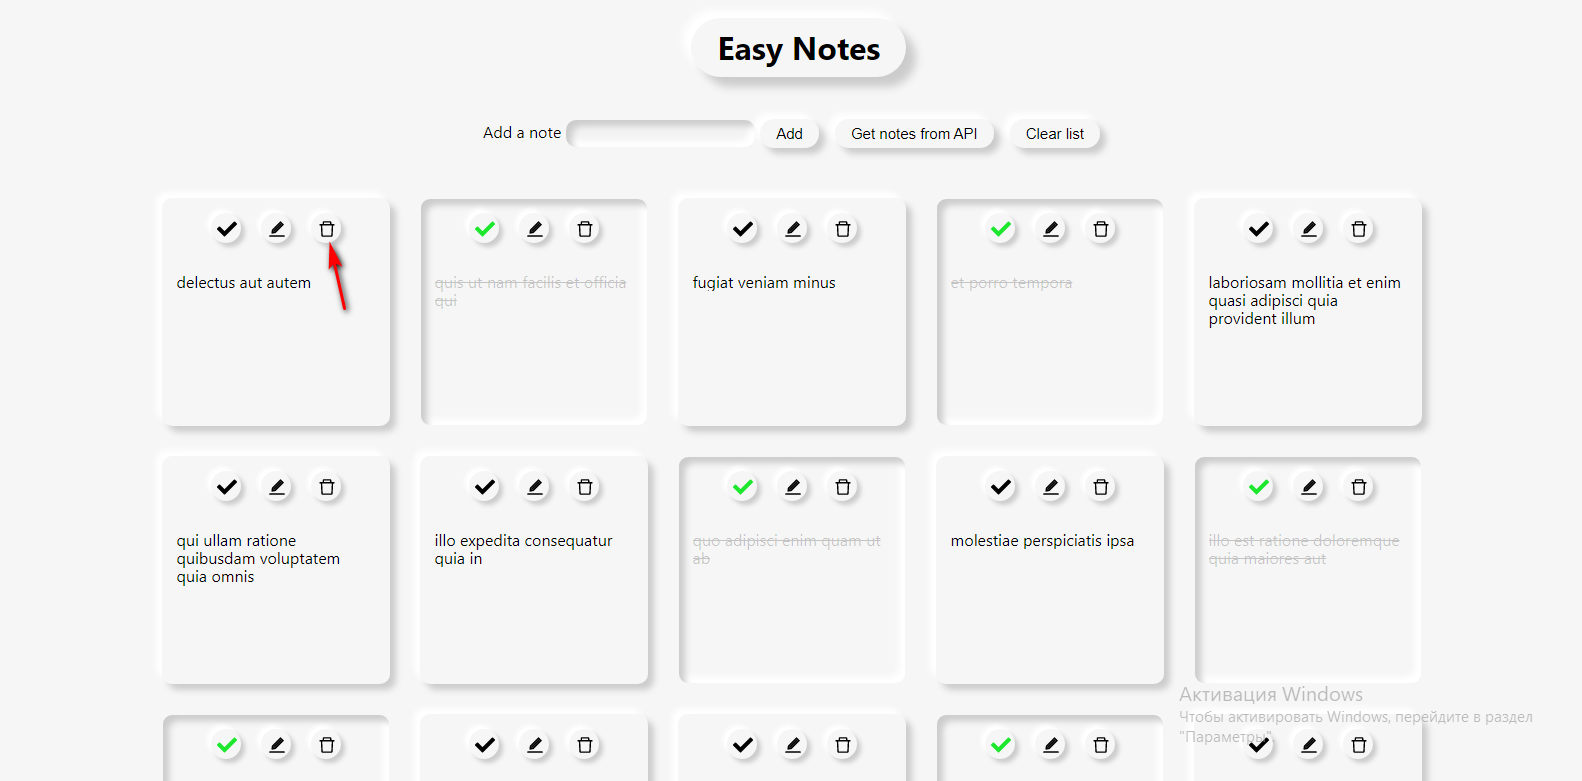 Easy Notes
Add a note
Add
Get notes from API
Clear list
delectus aut autem
quis ut nam facilis et officia
qui
fugiat veniam minus
et porro tempora
laboriosam mollitia et enim
quasi adipisci quia
provident illum
qui ullam ratione
quibusdam voluptatem
quia omnis
illo expedita consequatur
quia in
quo adipisci enim quam ut
ab
molestiae perspiciatis ipsa
illo est ratione doloremque
quia maiores aut
Активация Windows
Чтобы активировать Windows, перейдите в раздел
"Параметры".